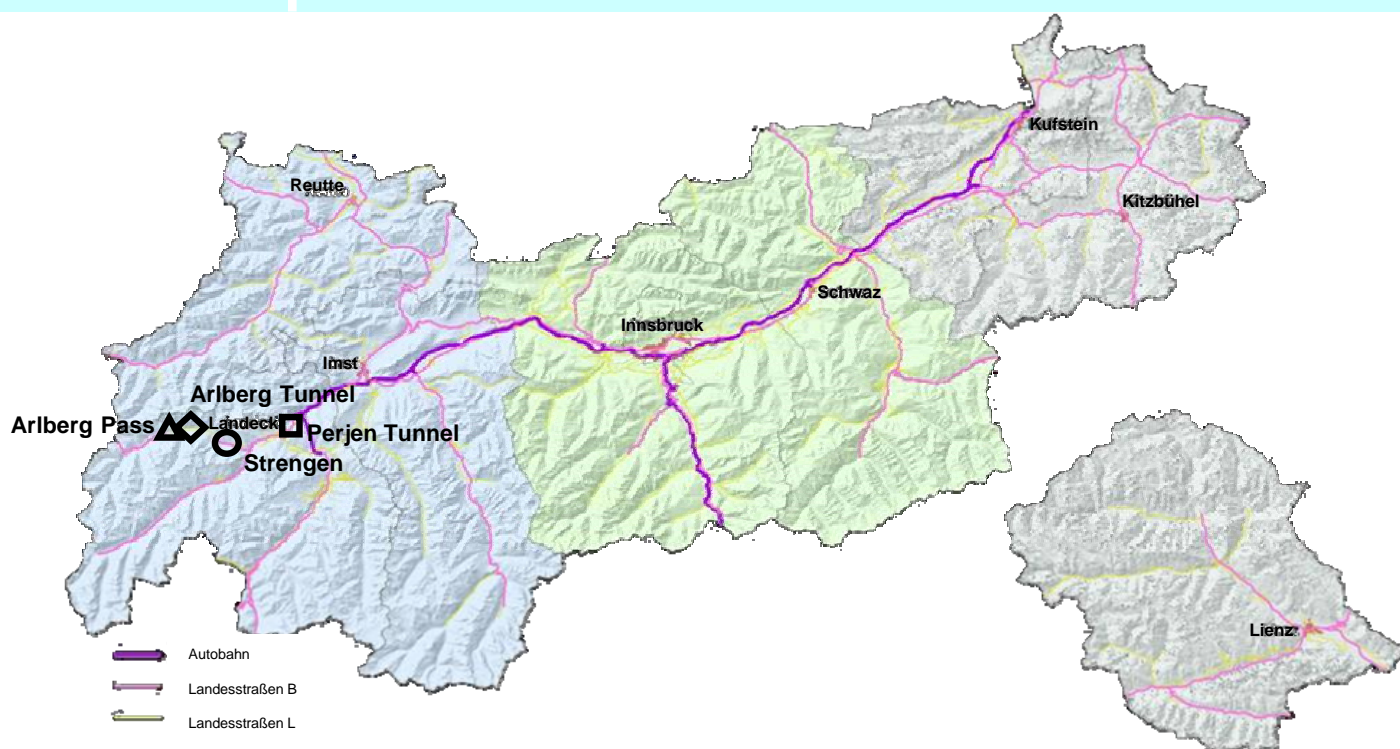 Kufstein
Reutte
Kitzbühel
Schwaz
Innsbruck
Imst
Arlberg Tunnel
Arlberg Pass
Landeck
Perjen Tunnel
Strengen
Lienz
Autobahn
Landesstraßen B
Landesstraßen L